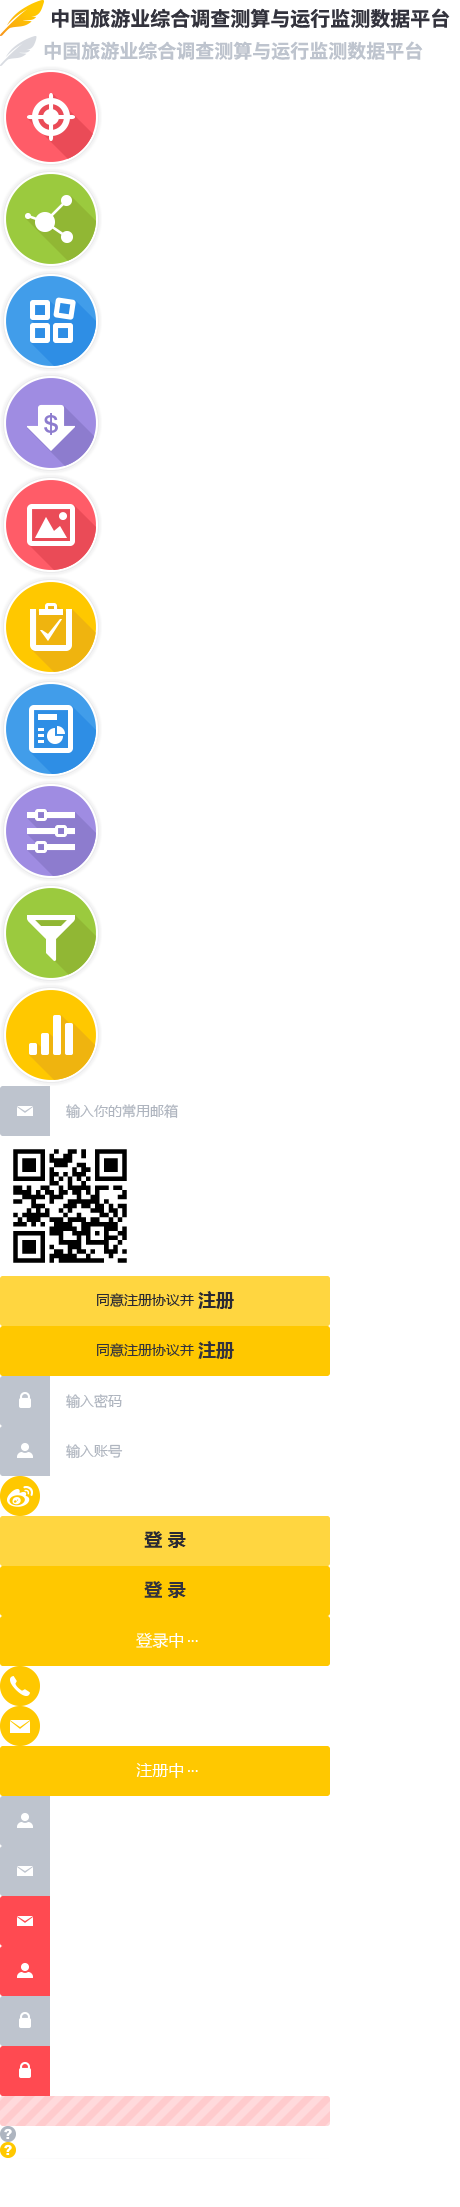 中国旅游业综合调查测算与运行监测数据平台
中国旅游业综合调查测算与运行监测数据平台
$
输入你的常用邮箱
同意注册协议并 注册
同意注册协议并 注册
输入密码
输入账号
登 录
登 录
登录中···
注册中···
?
?